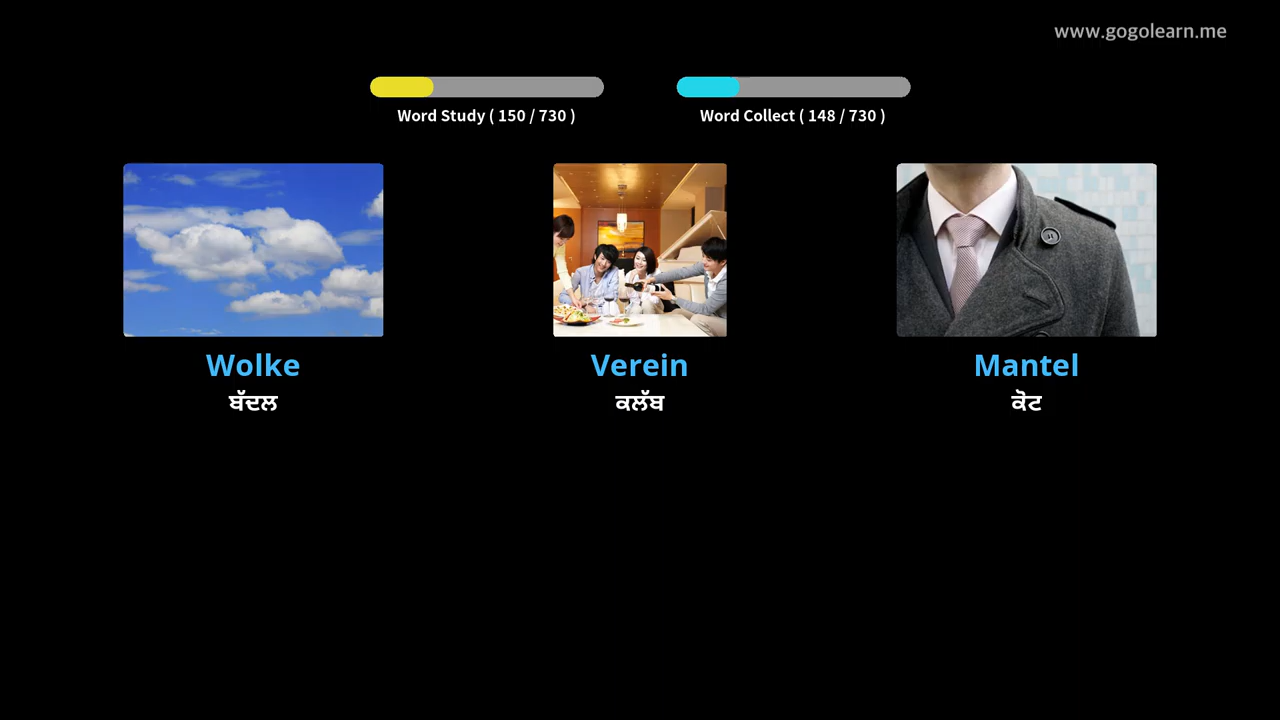 www.gogolearn.me
Word Study ( 150 / 730 )
Word Collect ( 148 / 730 )
Wolke
Verein
Mantel
ਬੱਦਲ
ਕਲੱਬ
ਕੋਟ